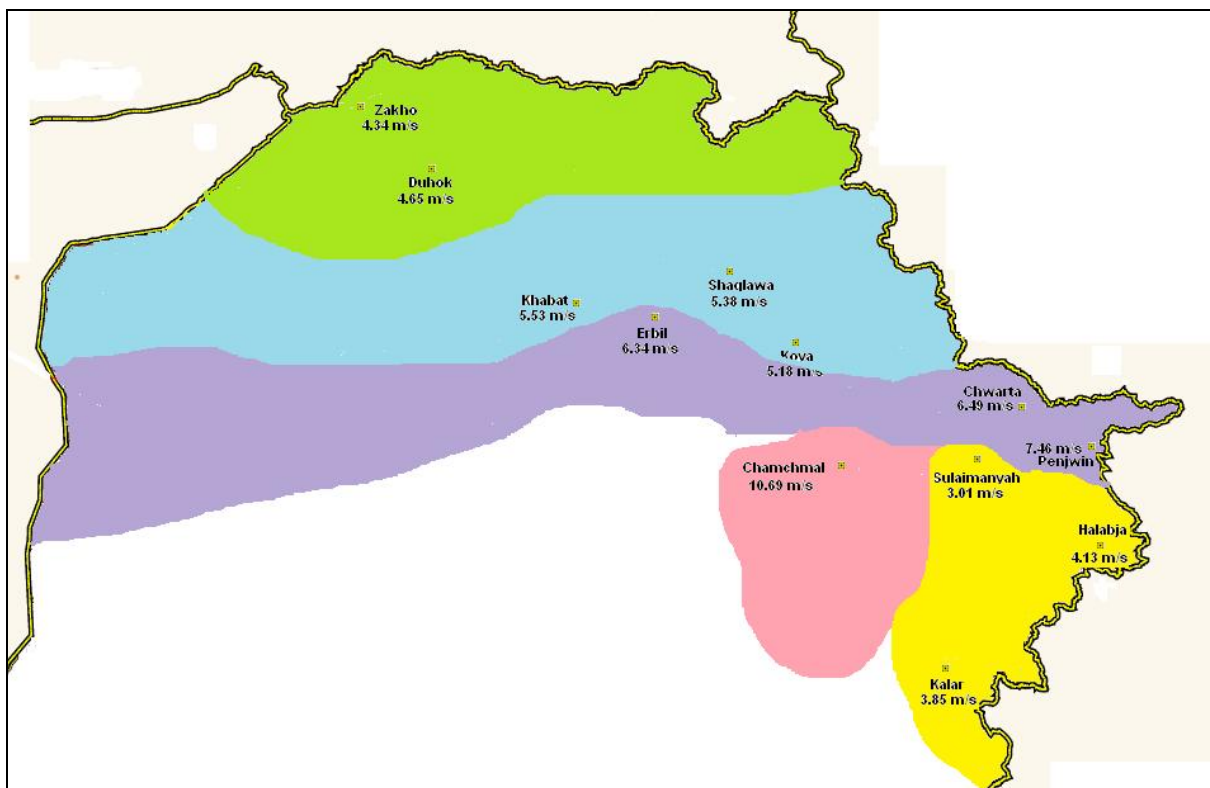 Zakho
4.34 m/s
Duhok
4.65 m/s
Shaqlawa
5.38 m/s
Khabat
5.53 m/s
Erbil
6.34 m/s
Koya
5.18 m/s
Chwarta
6.49 m/s
7.46 m/s
Penjwin
Chamchmal
10.69 m/s
Sulaimanyah
3.01 m/s
Halabja
4.13 m/s
Kalar
3.85 m/s